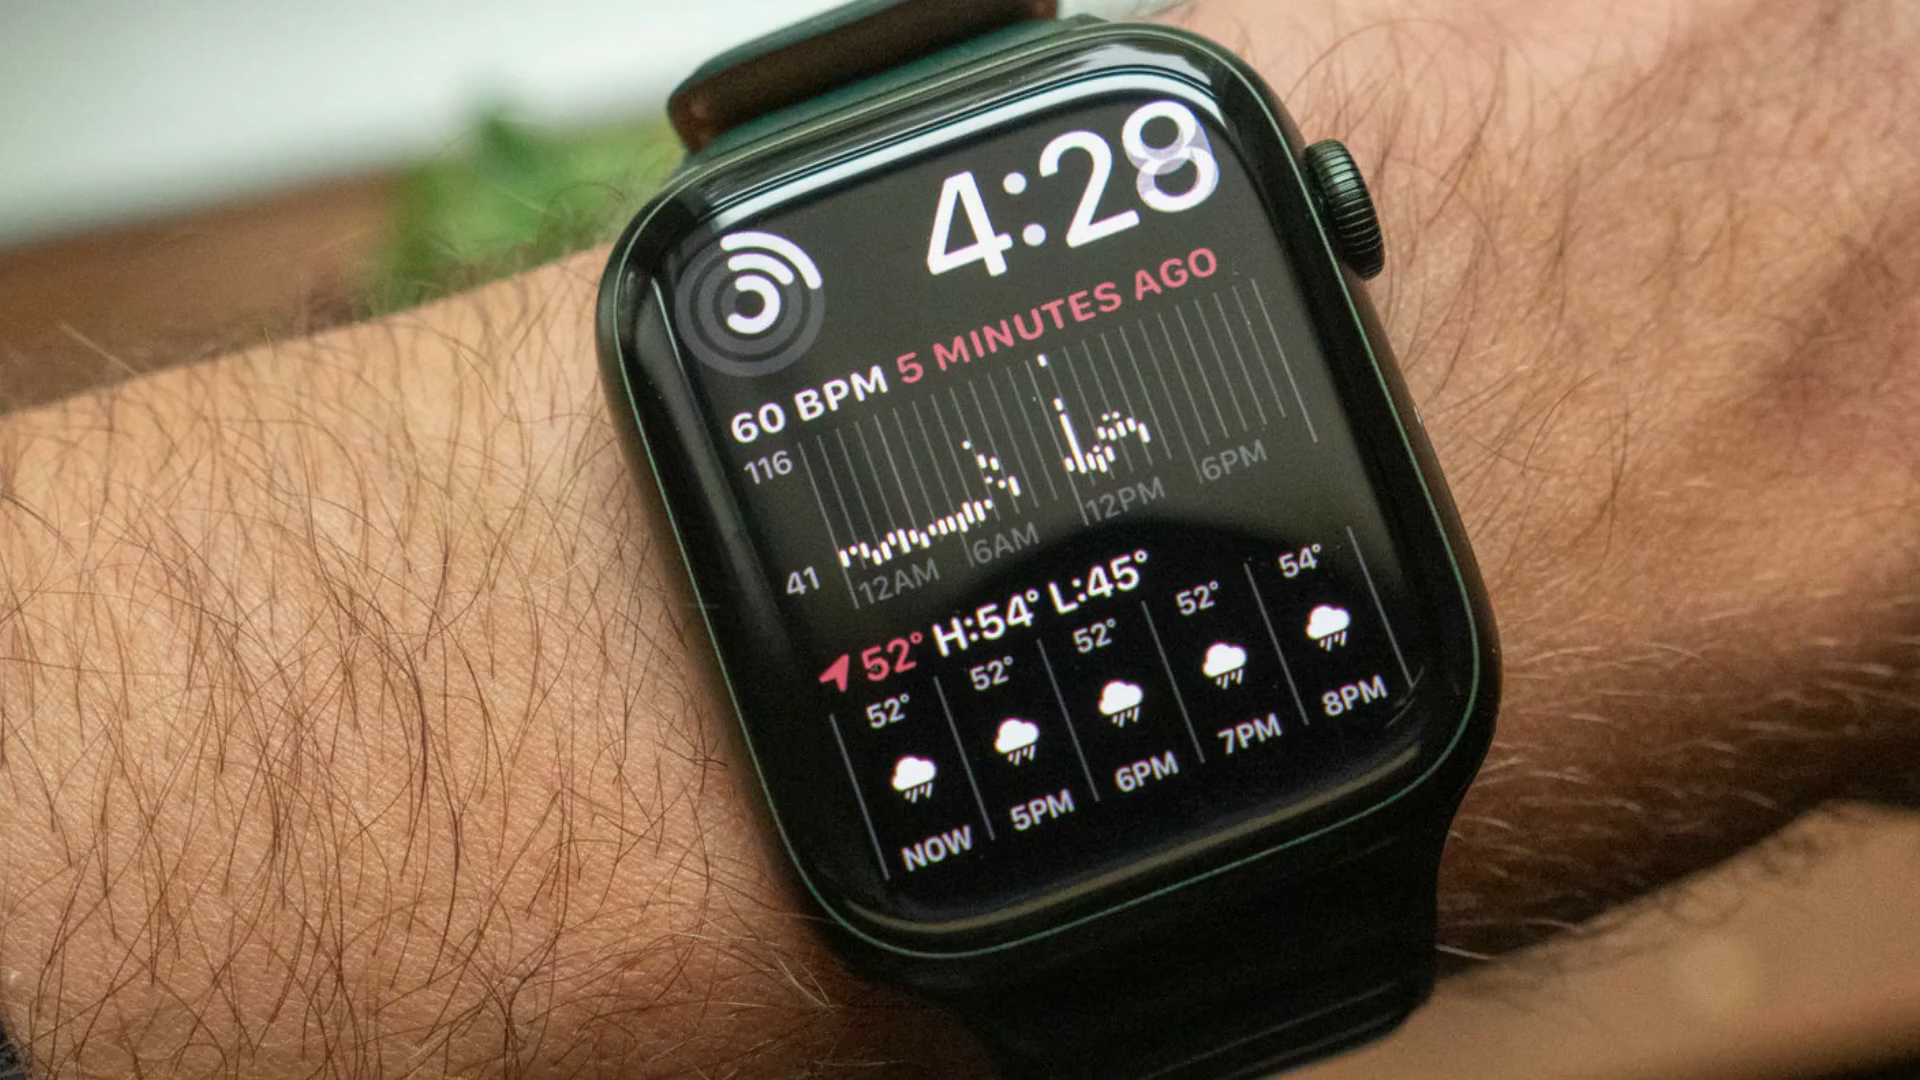 4:28
60 BPM 5 MINUTES AGO
116
41
12AM 6AM 12PM 6PM
52° H:54° L:45°
52° 52° 52° 52° 54°
NOW 5PM 6PM 7PM 8PM